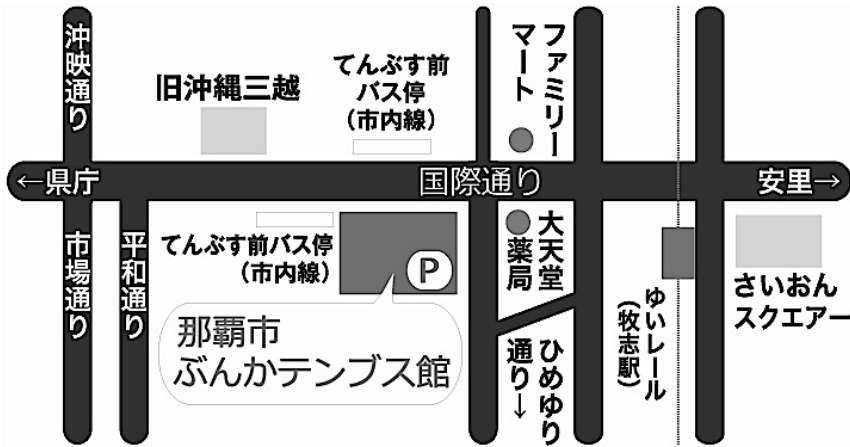 沖映通り
旧沖縄三越
てんぶす前
バス停
(市内線)
ファミリー
マート
←県庁
国際通り
安里→
市場通り
平和通り
てんぶす前バス停
(市内線)
P
大天堂
薬局
那覇市
ぶんかテンブス館
ひめゆり
通り↓
ゆいレール
(牧志駅)
さいおん
スクエアー